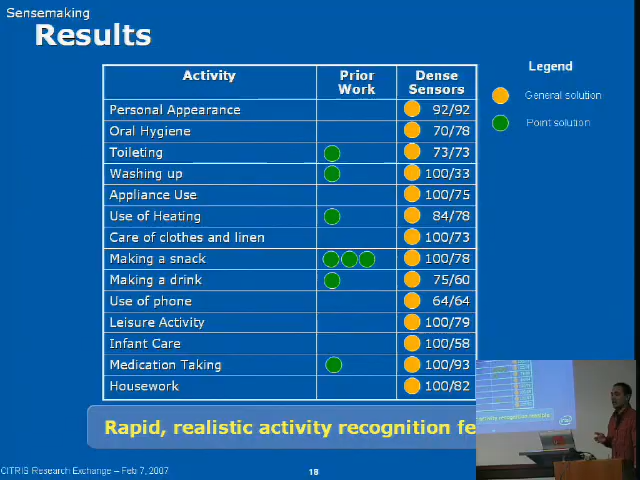 Sensemaking
Results
Activity Prior Work Dense Sensors
Personal Appearance 92/92
Oral Hygiene 70/78
Toileting 73/73
Washing up 100/33
Appliance Use 100/75
Use of Heating 84/78
Care of clothes and linen 100/73
Making a snack 100/78
Making a drink 75/60
Use of phone 64/64
Leisure Activity 100/79
Infant Care 100/58
Medication Taking 100/93
Housework 100/82
Legend
General solution
Point solution
Rapid, realistic activity recognition fe
CITRIS Research Exchange – Feb 7, 2007
18